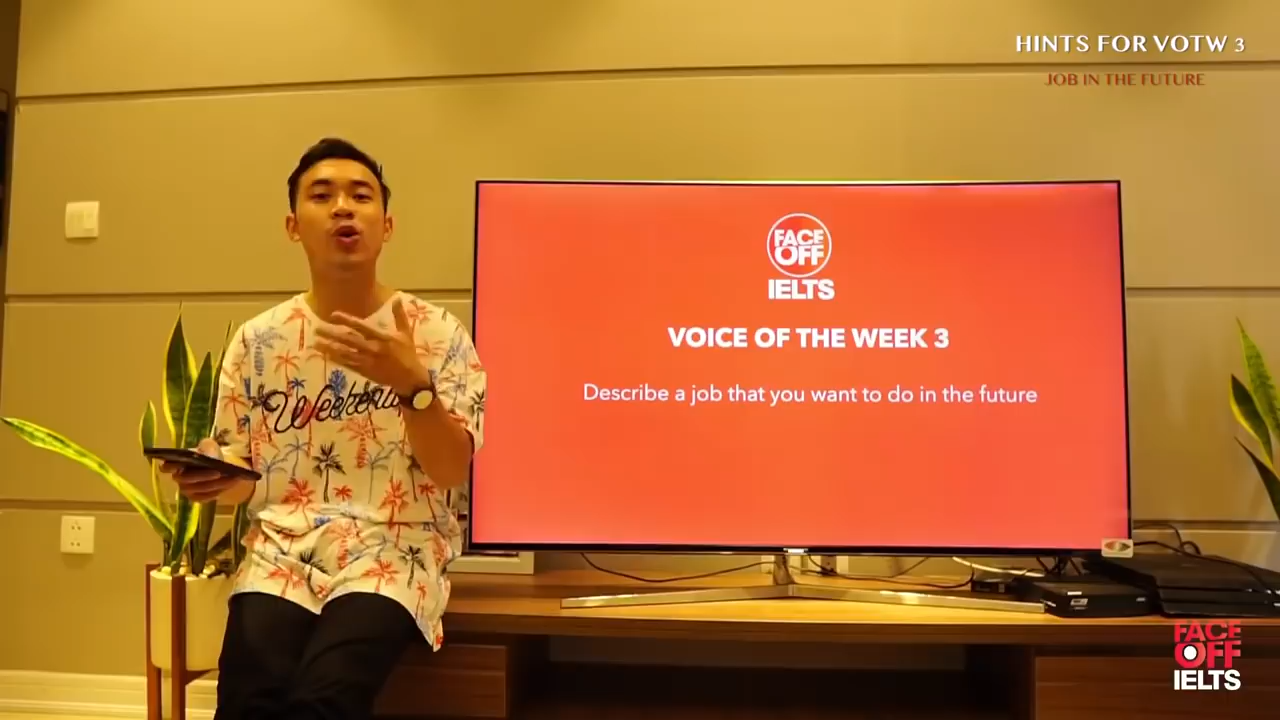 HINTS FOR VOTW 3
JOB IN THE FUTURE
FACE
OFF
IELTS
VOICE OF THE WEEK 3
Describe a job that you want to do in the future
Weekend
FACE
OFF
IELTS